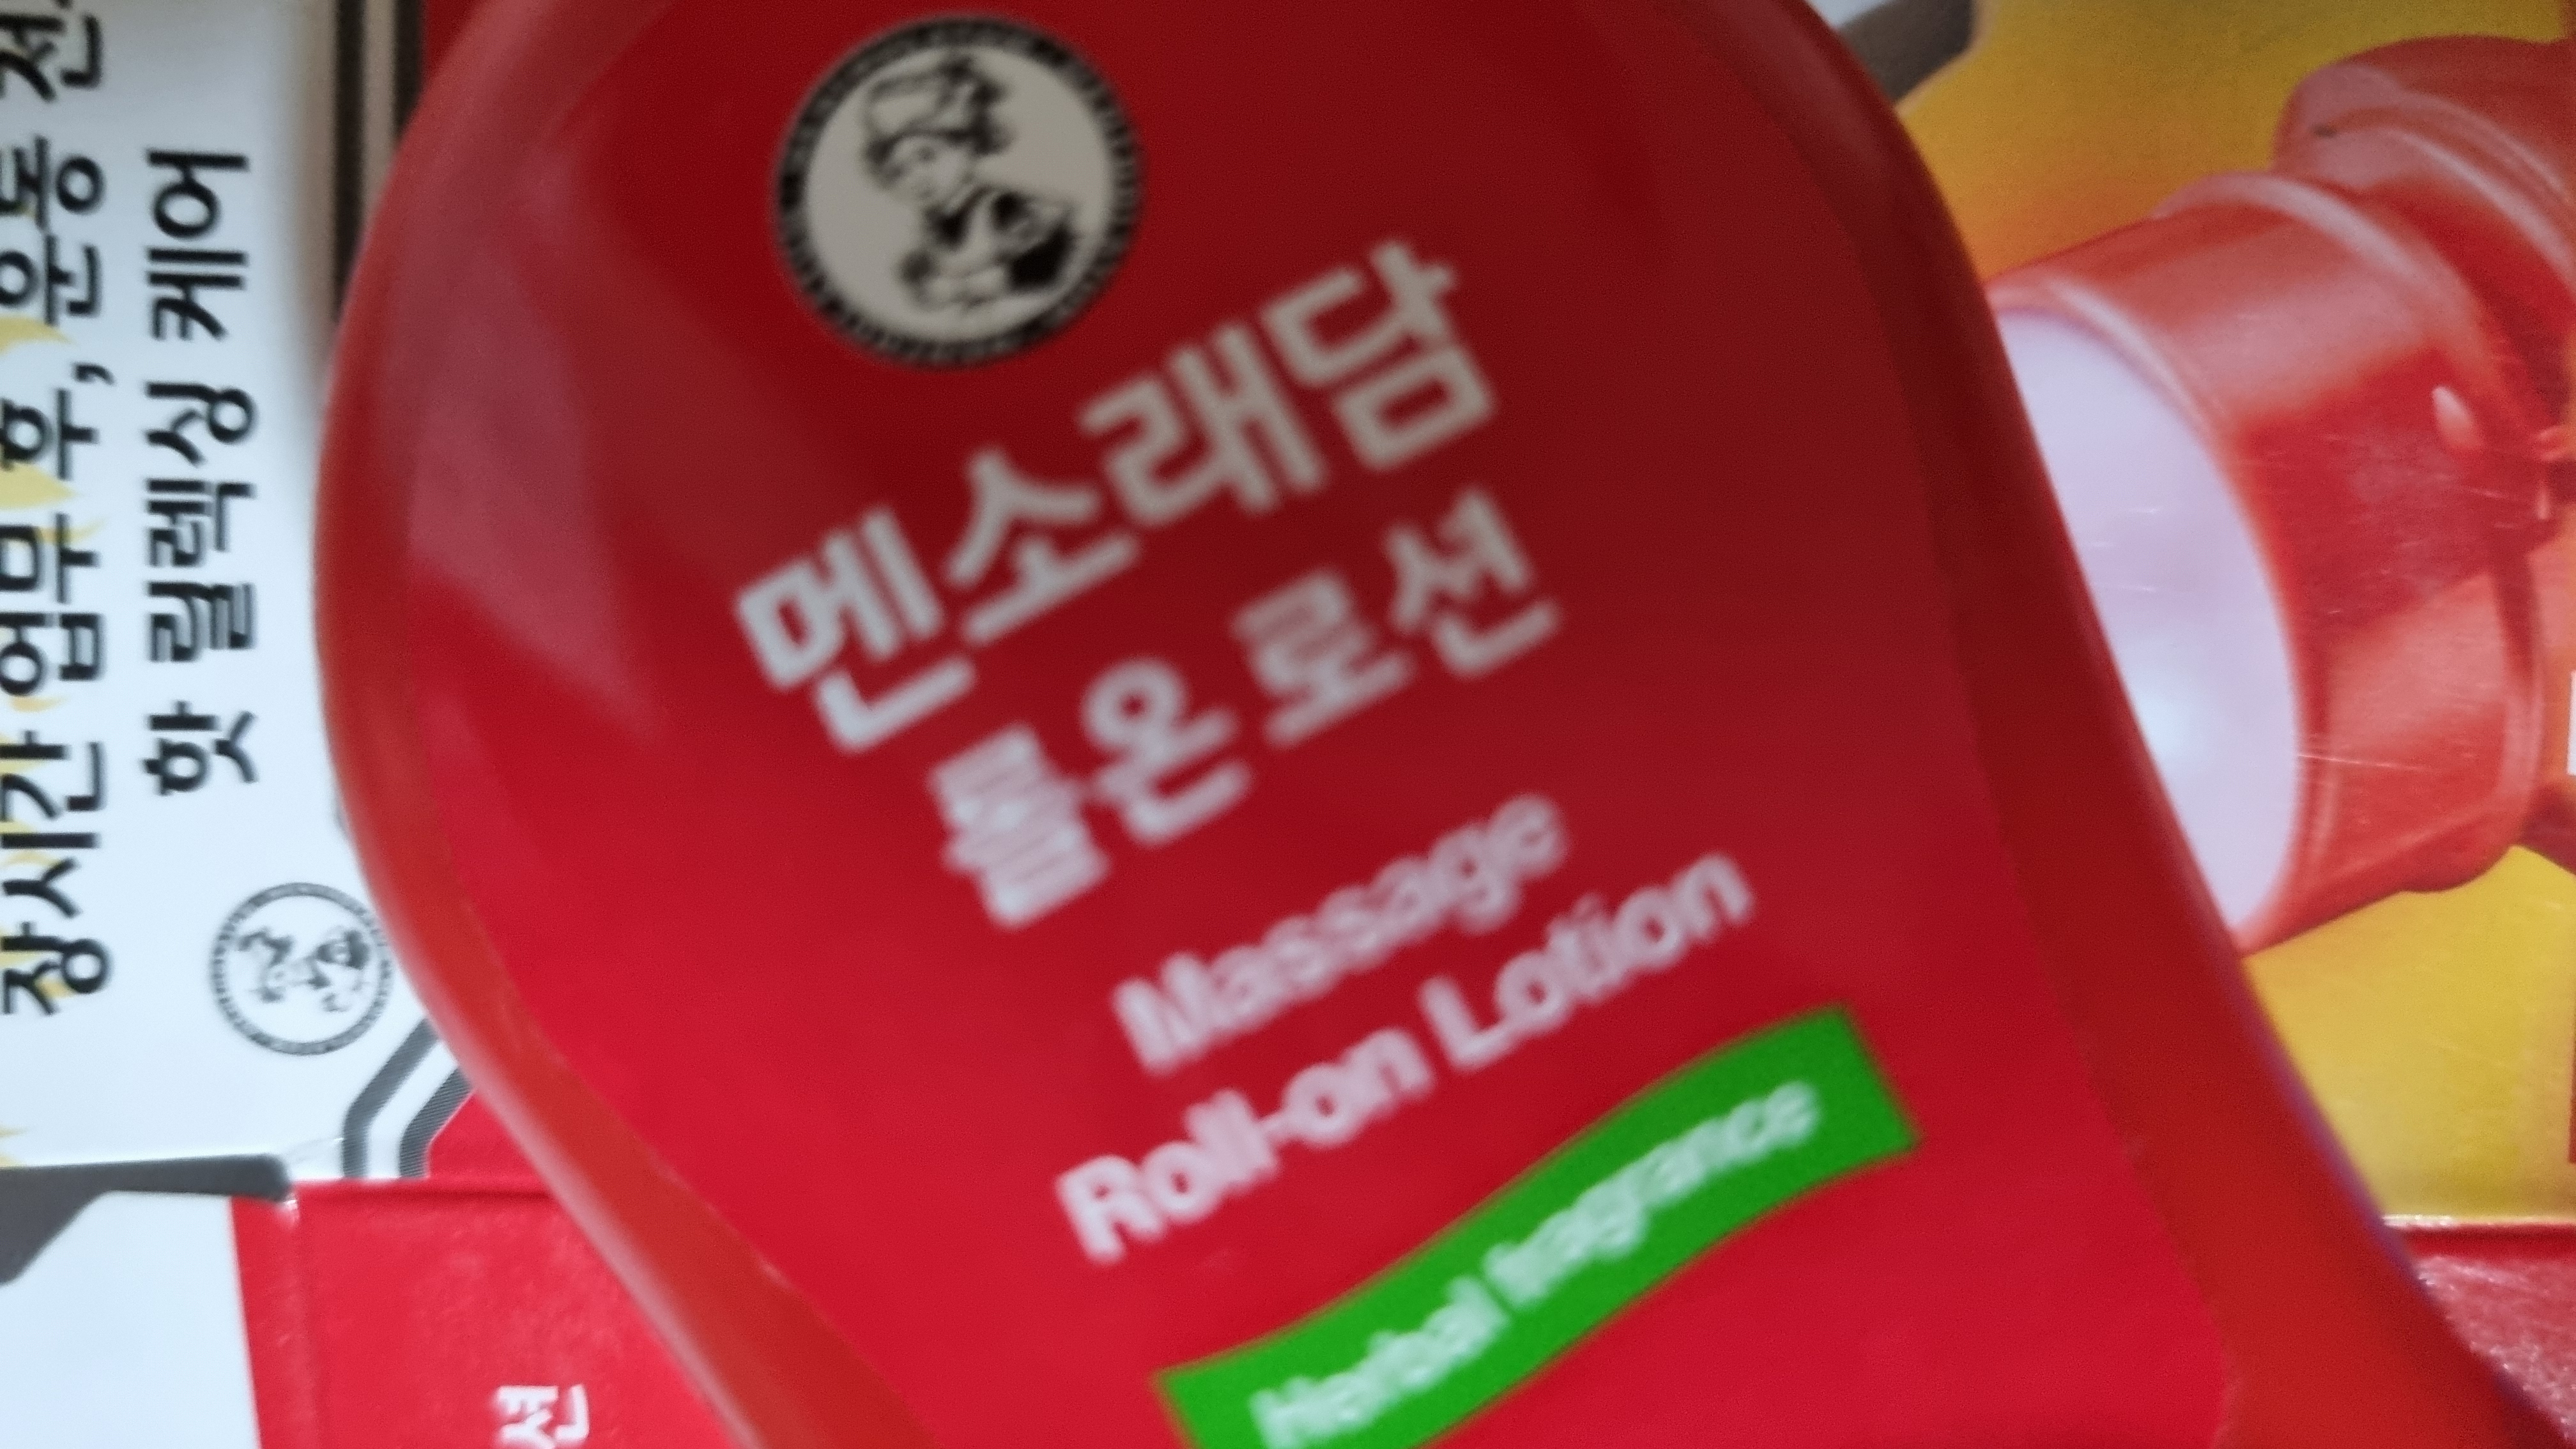 멘소래담
롤온 로션
Massage
Roll-on Lotion
Herbal fragrance
장시간 업무 후, 운동 전
핫 릴렉싱 케어
션